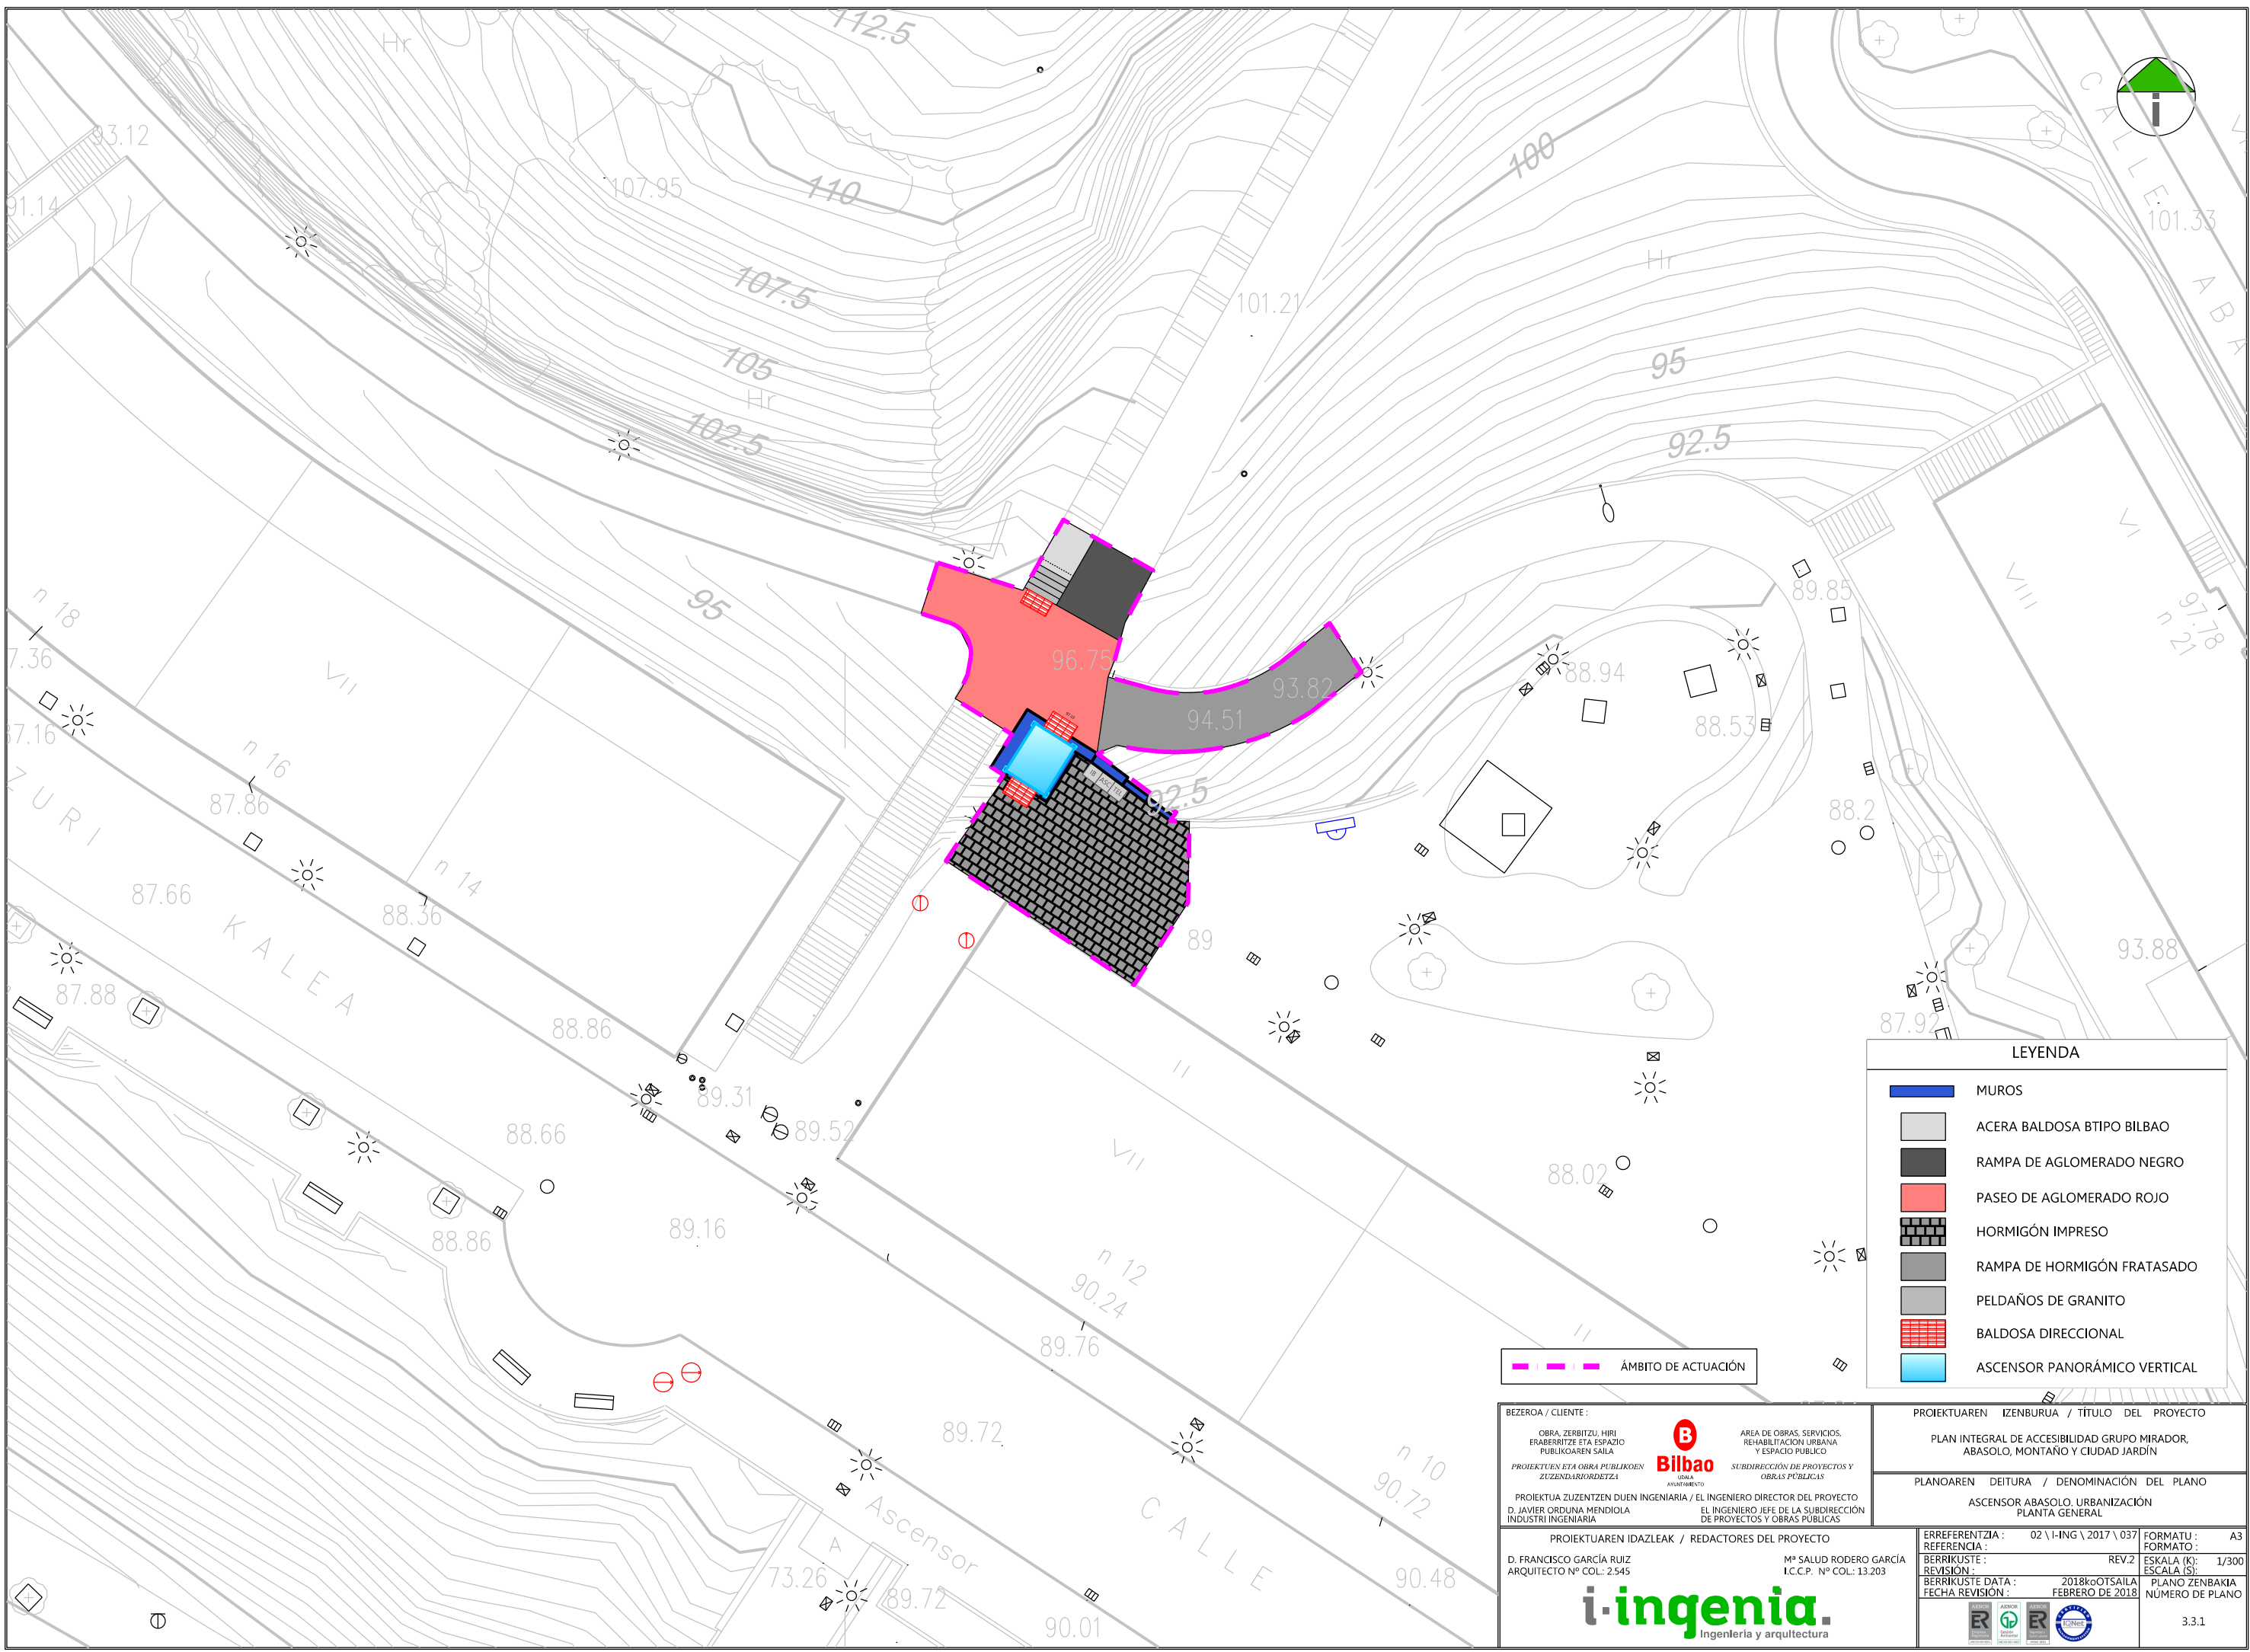 112.5
Hr
93.12
91.14
107.95
110
100
CALLE ABA
101.33
107.5
101.21
Hr
105
Hr
95
102.5
92.5
VI
VII
97.78
n 21
95
n 18
7.36
VII
96.75
93.82
94.51
88.94
89.85
88.53
7.16
n 16
87.86
ZURI KALEA
IB
ASC
TEL
92.5
88.2
n 14
87.66
88.36
89
93.88
87.88
88.86
87.92
II
89.31
89.52
88.66
VII
88.02
88.86
89.16
n 12
90.24
89.76
II
89.72
n 10
90.72
CALLE
Ascensor
A
73.26
89.72
90.01
90.48
LEYENDA
MUROS
ACERA BALDOSA BTIPO BILBAO
RAMPA DE AGLOMERADO NEGRO
PASEO DE AGLOMERADO ROJO
HORMIGÓN IMPRESO
RAMPA DE HORMIGÓN FRATASADO
PELDAÑOS DE GRANITO
BALDOSA DIRECCIONAL
ASCENSOR PANORÁMICO VERTICAL
ÁMBITO DE ACTUACIÓN
BEZEROA / CLIENTE :
OBRA, ZERBITZU, HIRI
ERABERRITZE ETA ESPAZIO
PUBLIKOAREN SAILA
PROIEKTUEN ETA OBRA PUBLIKOEN
ZUZENDARIORDETZA
B
Bilbao
UDALA
AYUNTAMIENTO
AREA DE OBRAS, SERVICIOS,
REHABILITACION URBANA
Y ESPACIO PUBLICO
SUBDIRECCIÓN DE PROYECTOS Y
OBRAS PÚBLICAS
PROIEKTUA ZUZENTZEN DUEN INGENIARIA / EL INGENIERO DIRECTOR DEL PROYECTO
D. JAVIER ORDUNA MENDIOLA
INDUSTRI INGENIARIA
EL INGENIERO JEFE DE LA SUBDIRECCIÓN
DE PROYECTOS Y OBRAS PÚBLICAS
PROIEKTUAREN IDAZLEAK / REDACTORES DEL PROYECTO
D. FRANCISCO GARCÍA RUIZ
ARQUITECTO Nº COL.: 2.545
Mª SALUD RODERO GARCÍA
I.C.C.P. Nº COL.: 13.203
i·ingenia.
Ingeniería y arquitectura
PROIEKTUAREN IZENBURUA / TÍTULO DEL PROYECTO
PLAN INTEGRAL DE ACCESIBILIDAD GRUPO MIRADOR,
ABASOLO, MONTAÑO Y CIUDAD JARDÍN
PLANOAREN DEITURA / DENOMINACIÓN DEL PLANO
ASCENSOR ABASOLO. URBANIZACIÓN
PLANTA GENERAL
ERREFERENTZIA : 02 \ I-ING \ 2017 \ 037
REFERENCIA :
FORMATU : A3
FORMATO :
BERRIKUSTE : REV.2
REVISIÓN :
ESKALA (K): 1/300
ESCALA (S):
BERRIKUSTE DATA : 2018koOTSAILA
FECHA REVISIÓN : FEBRERO DE 2018
PLANO ZENBAKIA
NÚMERO DE PLANO
3.3.1
AENOR
ER
AENOR
AENOR
ER
IQNet